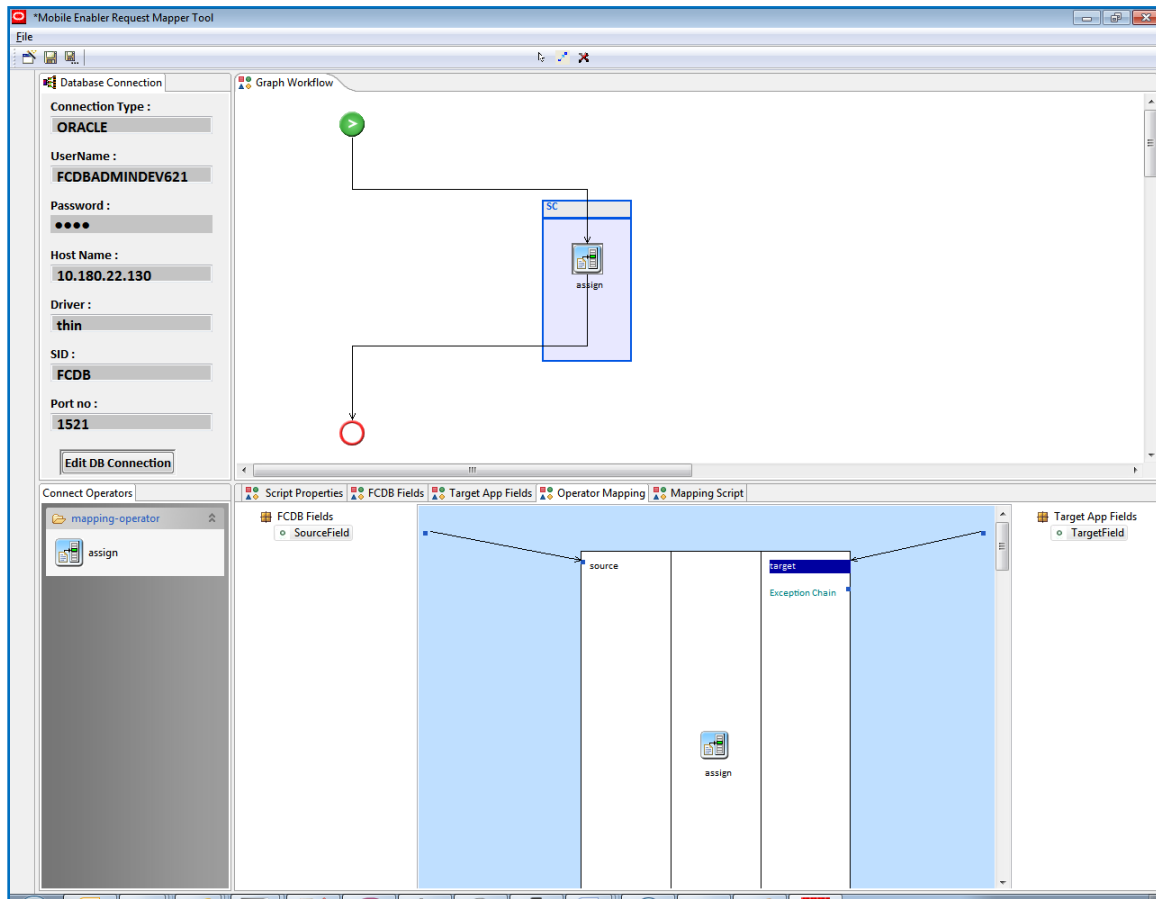 *Mobile Enabler Request Mapper Tool
File
Database Connection
Connection Type :
ORACLE
UserName :
FCDBADMINDEV621
Password :
●●●●
Host Name :
10.180.22.130
Driver :
thin
SID :
FCDB
Port no :
1521
Edit DB Connection
Graph Workflow
SC
assign
Connect Operators
mapping-operator
assign
Script Properties FCDB Fields Target App Fields Operator Mapping Mapping Script
FCDB Fields
SourceField
source
target
Exception Chain
assign
Target App Fields
TargetField